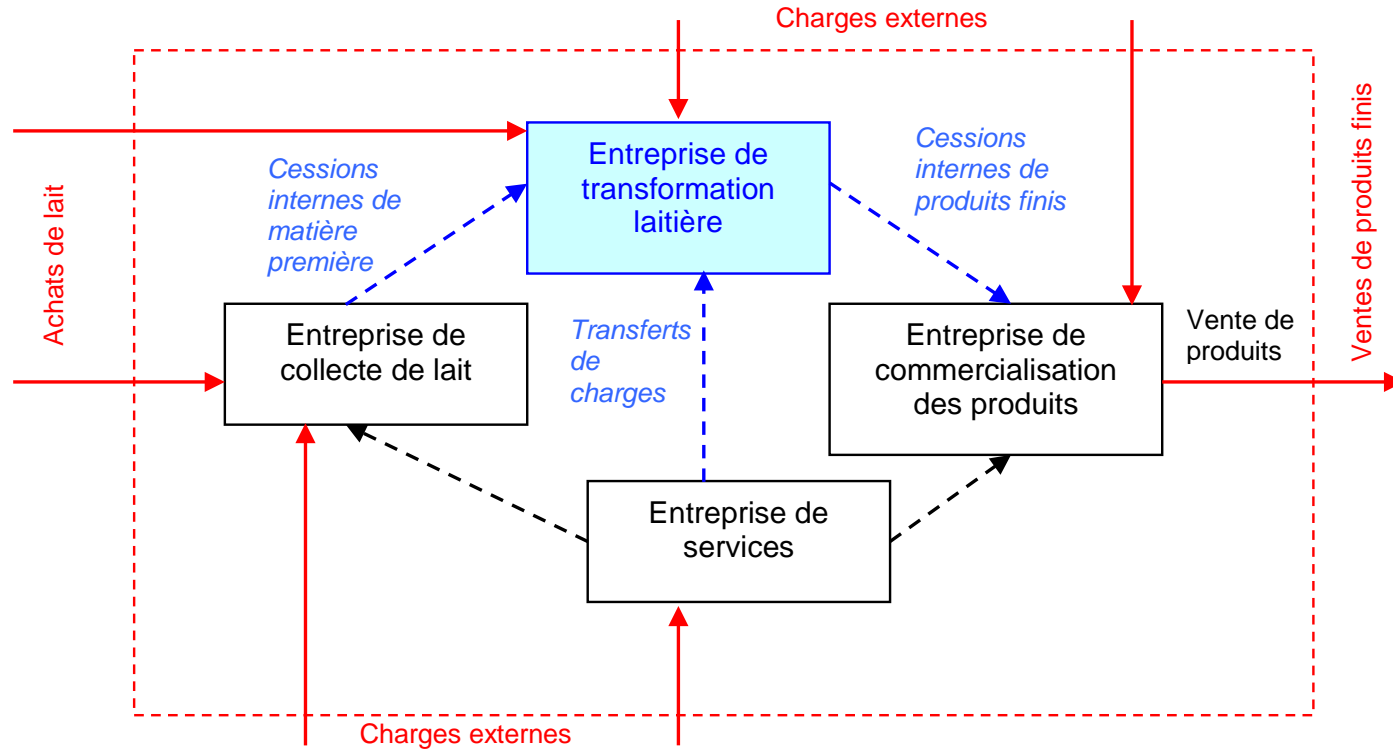 Charges externes
Entreprise de
transformation
laitière
Cessions
internes de
produits finis
Cessions
internes de
matière
première
Achats de lait
Ventes de produits finis
Entreprise de
collecte de lait
Transferts
de
charges
Entreprise de
commercialisation
des produits
Vente de
produits
Entreprise de
services
Charges externes